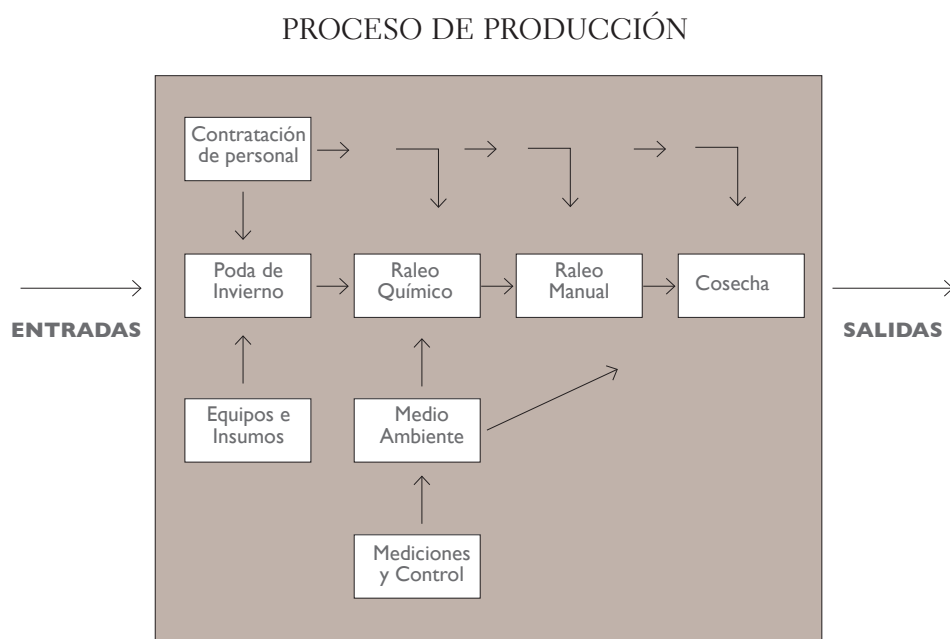 PROCESO DE PRODUCCIÓN
Contratación
de personal
Poda de
Invierno
Raleo
Químico
Raleo
Manual
Cosecha
ENTRADAS
SALIDAS
Equipos e
Insumos
Medio
Ambiente
Mediciones
y Control